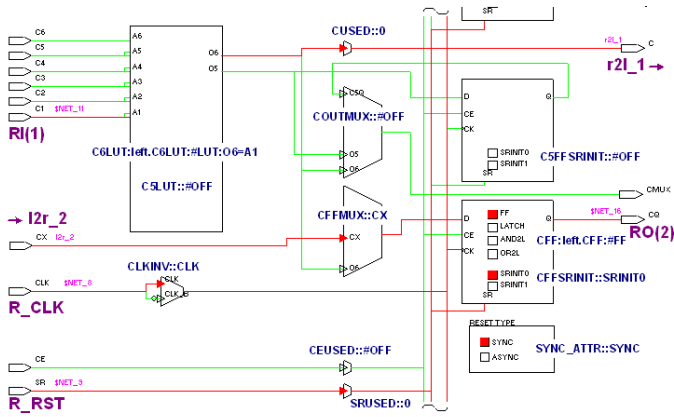 C6
C5
C4
C3
C2
C1 $NET_11
RI(1)
A6
A5
A4
A3
A2
A1
O6
O5
C6LUT:left.C6LUT:#LUT:O6=A1
C5LUT::#OFF
CUSED::0
r2l_1 C
r2l_1 →
C5Q
COUTMUX::#OFF
O5
O6
D Q
CE
CK
SRINIT0
SRINIT1
SR
C5FFSRINIT::#OFF
CMUX
→ l2r_2
CX l2r_2
CFFMUX::CX
CX
O6
D Q
CE
CK
FF
LATCH
AND2L
OR2L
SRINIT0
SRINIT1
SR
$NET_16 CQ
RO(2)
CFF:left.CFF:#FF
CFFSRINIT::SRINIT0
CLKINV::CLK
CLK $NET_8
CLK
CLK_B
R_CLK
RESET TYPE
SYNC
ASYNC
SYNC_ATTR::SYNC
CE
CEUSED::#OFF
SR $NET_9
R_RST
SRUSED::0
SRINIT1
SR